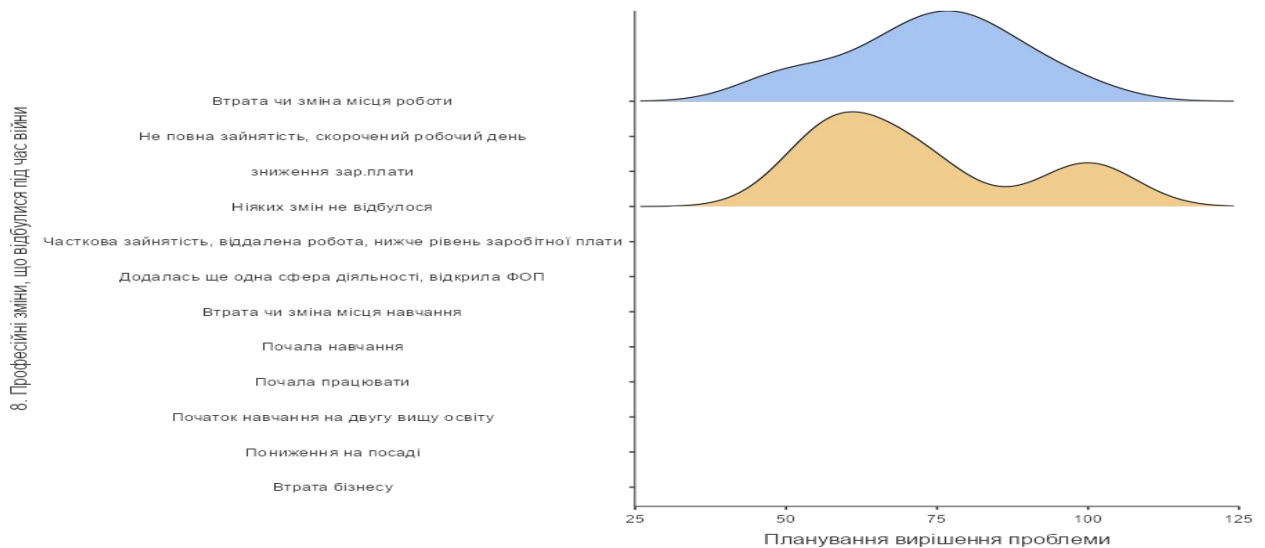 8. Професійні зміни, що відбулися під час війни
Втрата чи зміна місця роботи
Не повна зайнятість, скорочений робочий день
зниження зар.плати
Ніяких змін не відбулося
Часткова зайнятість, віддалена робота, нижче рівень заробітної плати
Додалась ще одна сфера діяльності, відкрила ФОП
Втрата чи зміна місця навчання
Почала навчання
Почала працювати
Початок навчання на двугу вищу освіту
Пониження на посаді
Втрата бізнесу
25 50 75 100 125
Планування вирішення проблеми